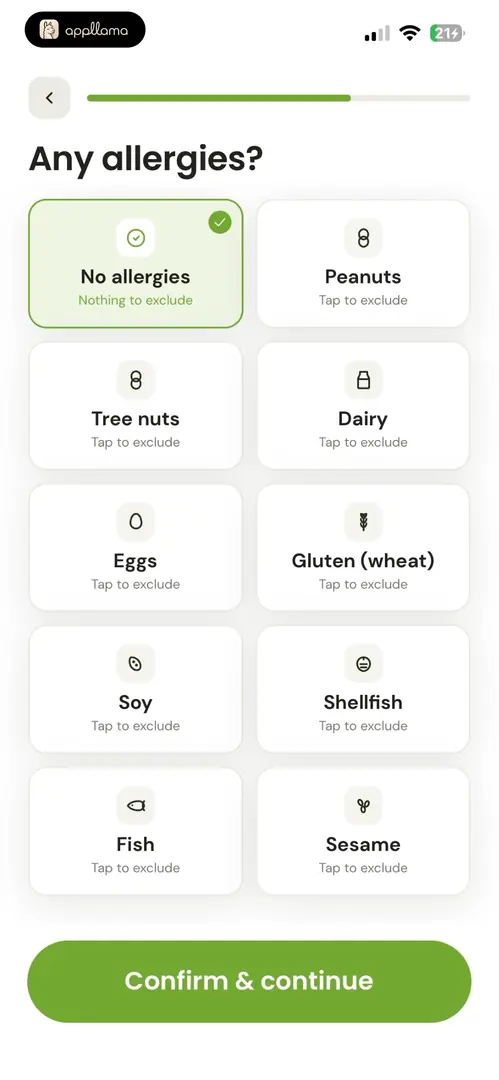 appllama
21
Any allergies?
No allergies
Nothing to exclude
Peanuts
Tap to exclude
Tree nuts
Tap to exclude
Dairy
Tap to exclude
Eggs
Tap to exclude
Gluten (wheat)
Tap to exclude
Soy
Tap to exclude
Shellfish
Tap to exclude
Fish
Tap to exclude
Sesame
Tap to exclude
Confirm & continue